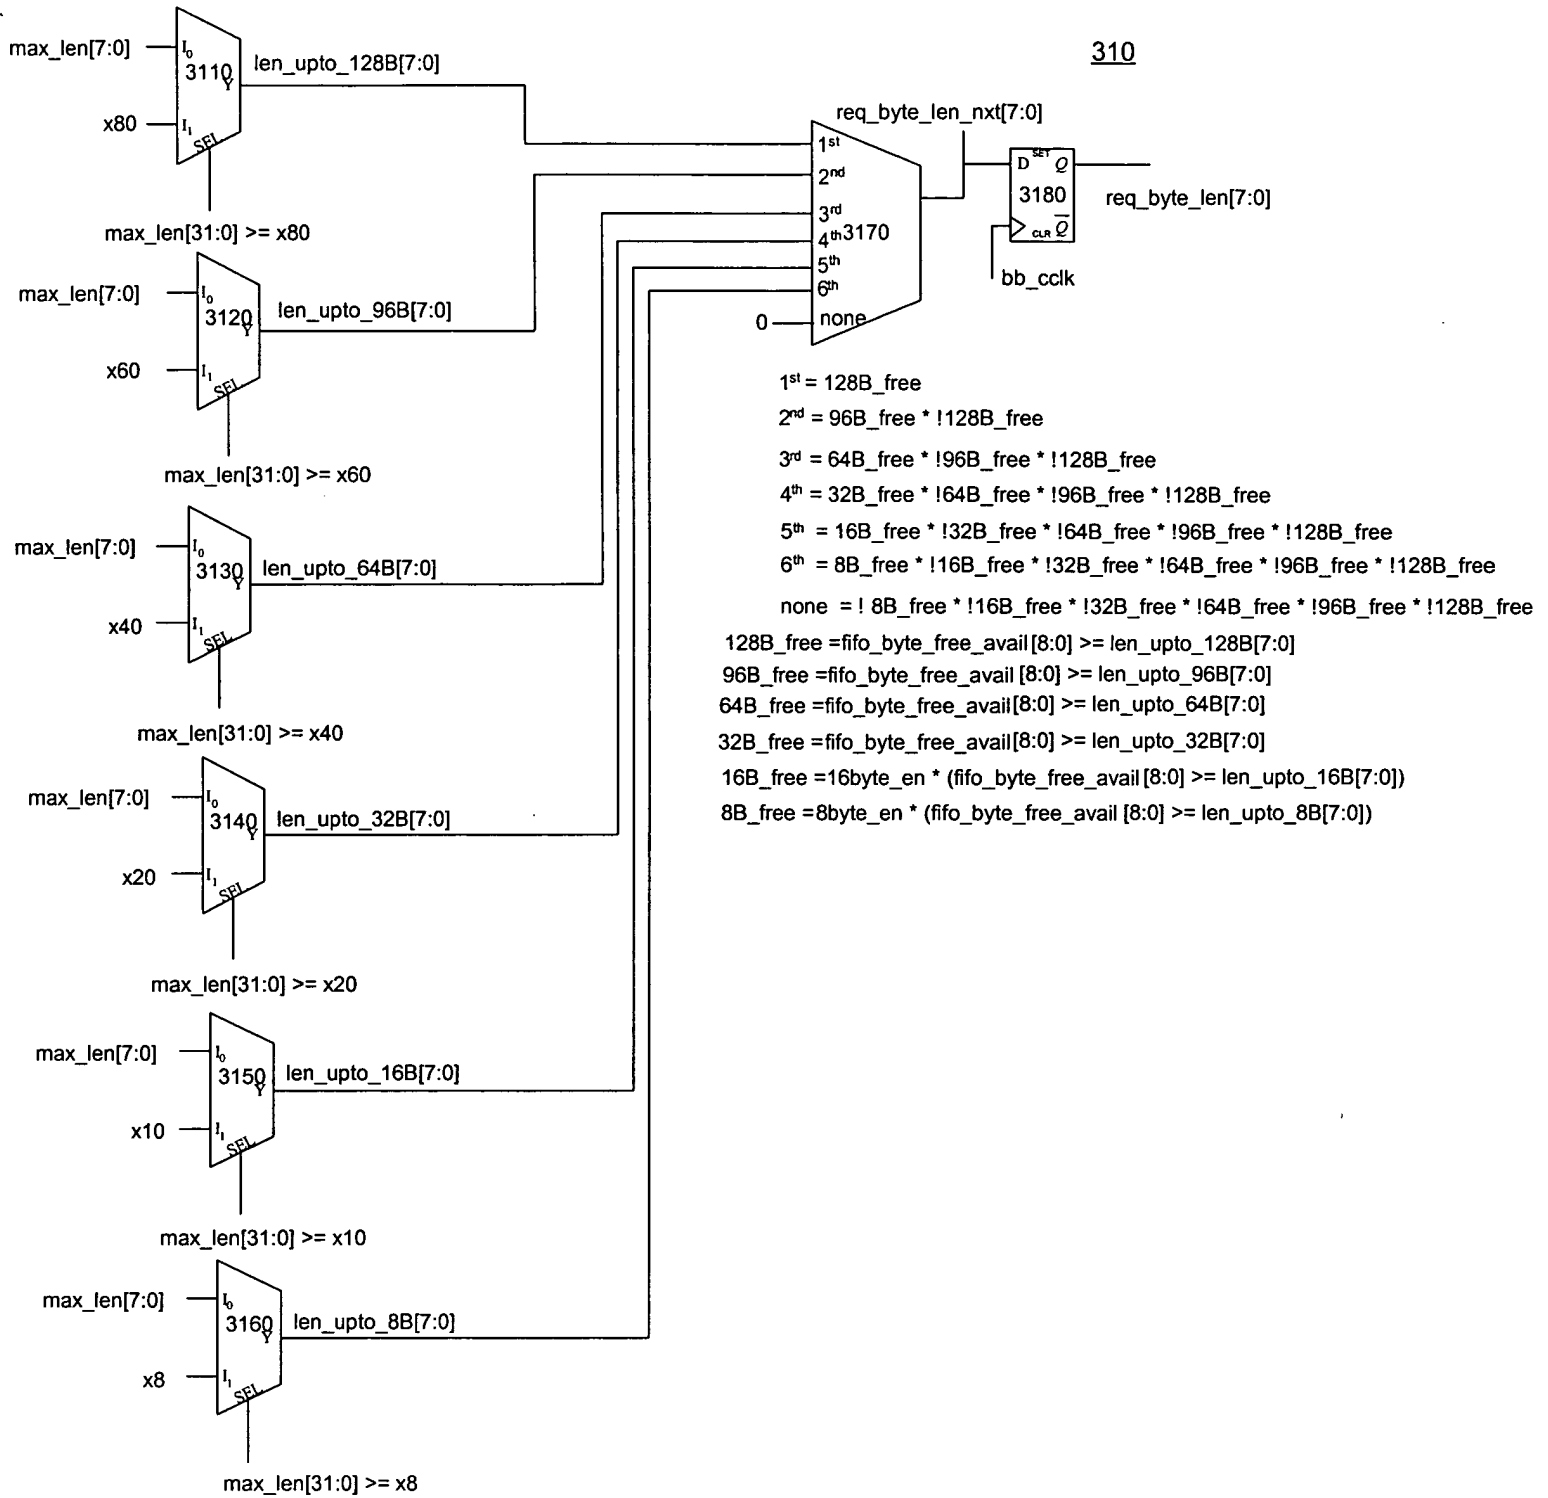 310
max_len[7:0]
I0
3110
Y
len_upto_128B[7:0]
x80
I1
SEL
max_len[31:0] >= x80
max_len[7:0]
I0
3120
Y
len_upto_96B[7:0]
x60
I1
SEL
max_len[31:0] >= x60
max_len[7:0]
I0
3130
Y
len_upto_64B[7:0]
x40
I1
SEL
max_len[31:0] >= x40
max_len[7:0]
I0
3140
Y
len_upto_32B[7:0]
x20
I1
SEL
max_len[31:0] >= x20
max_len[7:0]
I0
3150
Y
len_upto_16B[7:0]
x10
I1
SEL
max_len[31:0] >= x10
max_len[7:0]
I0
3160
Y
len_upto_8B[7:0]
x8
I1
SEL
max_len[31:0] >= x8
req_byte_len_nxt[7:0]
1st
2nd
3rd
4th
3170
5th
6th
0
none
D SET Q
3180
CLR Q
req_byte_len[7:0]
bb_cclk
1st = 128B_free
2nd = 96B_free * !128B_free
3rd = 64B_free * !96B_free * !128B_free
4th = 32B_free * !64B_free * !96B_free * !128B_free
5th = 16B_free * !32B_free * !64B_free * !96B_free * !128B_free
6th = 8B_free * !16B_free * !32B_free * !64B_free * !96B_free * !128B_free
none = ! 8B_free * !16B_free * !32B_free * !64B_free * !96B_free * !128B_free
128B_free =fifo_byte_free_avail[8:0] >= len_upto_128B[7:0]
96B_free =fifo_byte_free_avail [8:0] >= len_upto_96B[7:0]
64B_free =fifo_byte_free_avail[8:0] >= len_upto_64B[7:0]
32B_free =fifo_byte_free_avail[8:0] >= len_upto_32B[7:0]
16B_free =16byte_en * (fifo_byte_free_avail[8:0] >= len_upto_16B[7:0])
8B_free =8byte_en * (fifo_byte_free_avail [8:0] >= len_upto_8B[7:0])